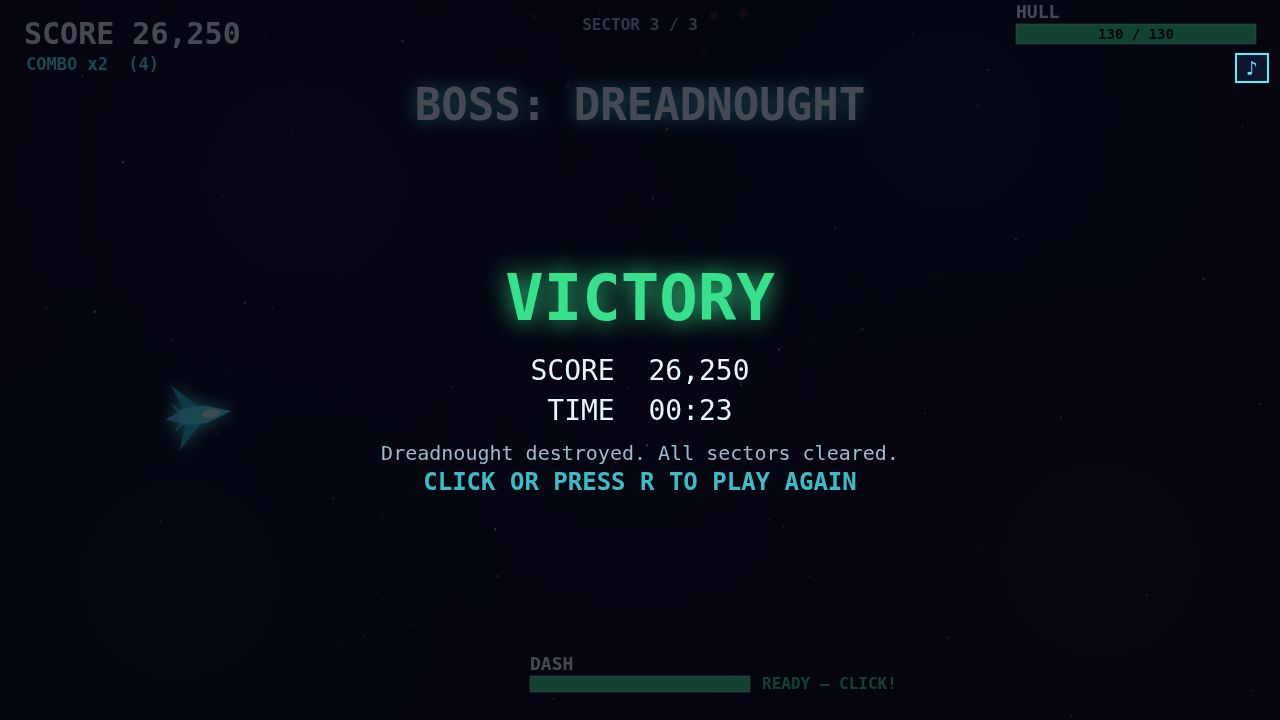 SCORE 26,250
COMBO x2 (4)
SECTOR 3 / 3
HULL
130 / 130
♪
BOSS: DREADNOUGHT
VICTORY
SCORE 26,250
TIME 00:23
Dreadnought destroyed. All sectors cleared.
CLICK OR PRESS R TO PLAY AGAIN
DASH
READY — CLICK!